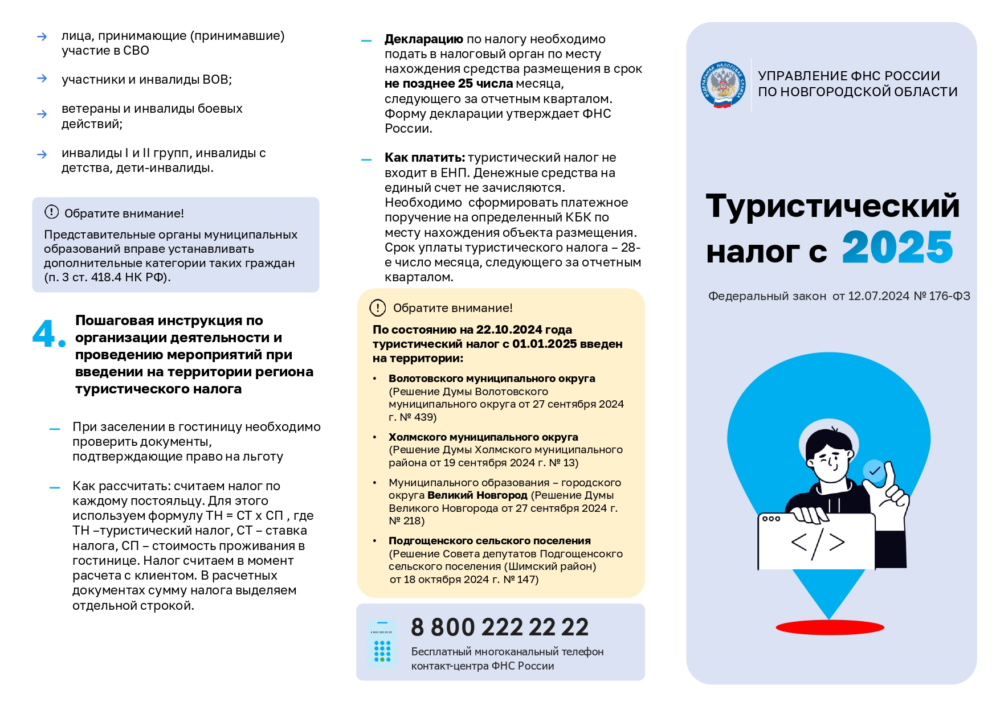 лица, принимающие (принимавшие)
участие в СВО
участники и инвалиды ВОВ;
ветераны и инвалиды боевых
действий;
инвалиды I и II групп, инвалиды с
детства, дети-инвалиды.
Обратите внимание!
Представительные органы муниципальных
образований вправе устанавливать
дополнительные категории таких граждан
(п. 3 ст. 418.4 НК РФ).
4.
Пошаговая инструкция по
организации деятельности и
проведению мероприятий при
введении на территории региона
туристического налога
При заселении в гостиницу необходимо
проверить документы,
подтверждающие право на льготу
Как рассчитать: считаем налог по
каждому постояльцу. Для этого
используем формулу ТН = СТ х СП , где
ТН –туристический налог, СТ – ставка
налога, СП – стоимость проживания в
гостинице. Налог считаем в момент
расчета с клиентом. В расчетных
документах сумму налога выделяем
отдельной строкой.
Декларацию по налогу необходимо
подать в налоговый орган по месту
нахождения средства размещения в срок
не позднее 25 числа месяца,
следующего за отчетным кварталом.
Форму декларации утверждает ФНС
России.
Как платить: туристический налог не
входит в ЕНП. Денежные средства на
единый счет не зачисляются.
Необходимо  сформировать платежное
поручение на определенный КБК по
месту нахождения объекта размещения.
Срок уплаты туристического налога – 28-
е число месяца, следующего за отчетным
кварталом.
Обратите внимание!
По состоянию на 22.10.2024 года
туристический налог с 01.01.2025 введен
на территории:
• Волотовского муниципального округа
(Решение Думы Волотовского
муниципального округа от 27 сентября 2024
г. № 439)
• Холмского муниципального округа
(Решение Думы Холмского муниципального
района от 19 сентября 2024 г. № 13)
• Муниципального образования – городского
округа Великий Новгород (Решение Думы
Великого Новгорода от 27 сентября 2024 г.
№ 218)
• Подгощенского сельского поселения
(Решение Совета депутатов Подгощенсокго
сельского поселения (Шимский район)
от 18 октября 2024 г. № 147)
8 800 222-22-22
8 800 222 22 22
Бесплатный многоканальный телефон
контакт-центра ФНС России
ФЕДЕРАЛЬНАЯ НАЛОГОВАЯ СЛУЖБА
УПРАВЛЕНИЕ ФНС РОССИИ
ПО НОВГОРОДСКОЙ ОБЛАСТИ
Туристический
налог с 2025
Федеральный закон  от 12.07.2024 № 176-ФЗ
</>